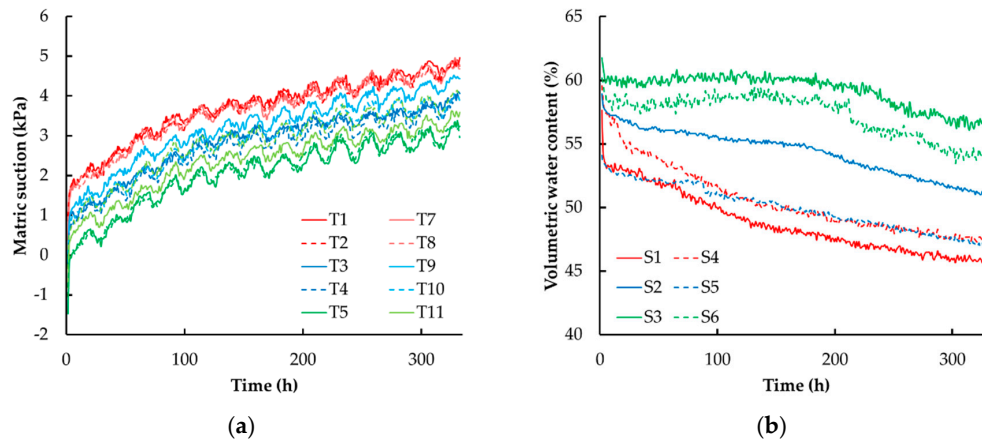 6
5
4
3
2
1
0
-1
-2
Matric suction (kPa)
T1 T7
T2 T8
T3 T9
T4 T10
T5 T11
0 100 200 300
Time (h)
(a)
65
60
55
50
45
40
Volumetric water content (%)
S1 S4
S2 S5
S3 S6
0 100 200 300
Time (h)
(b)